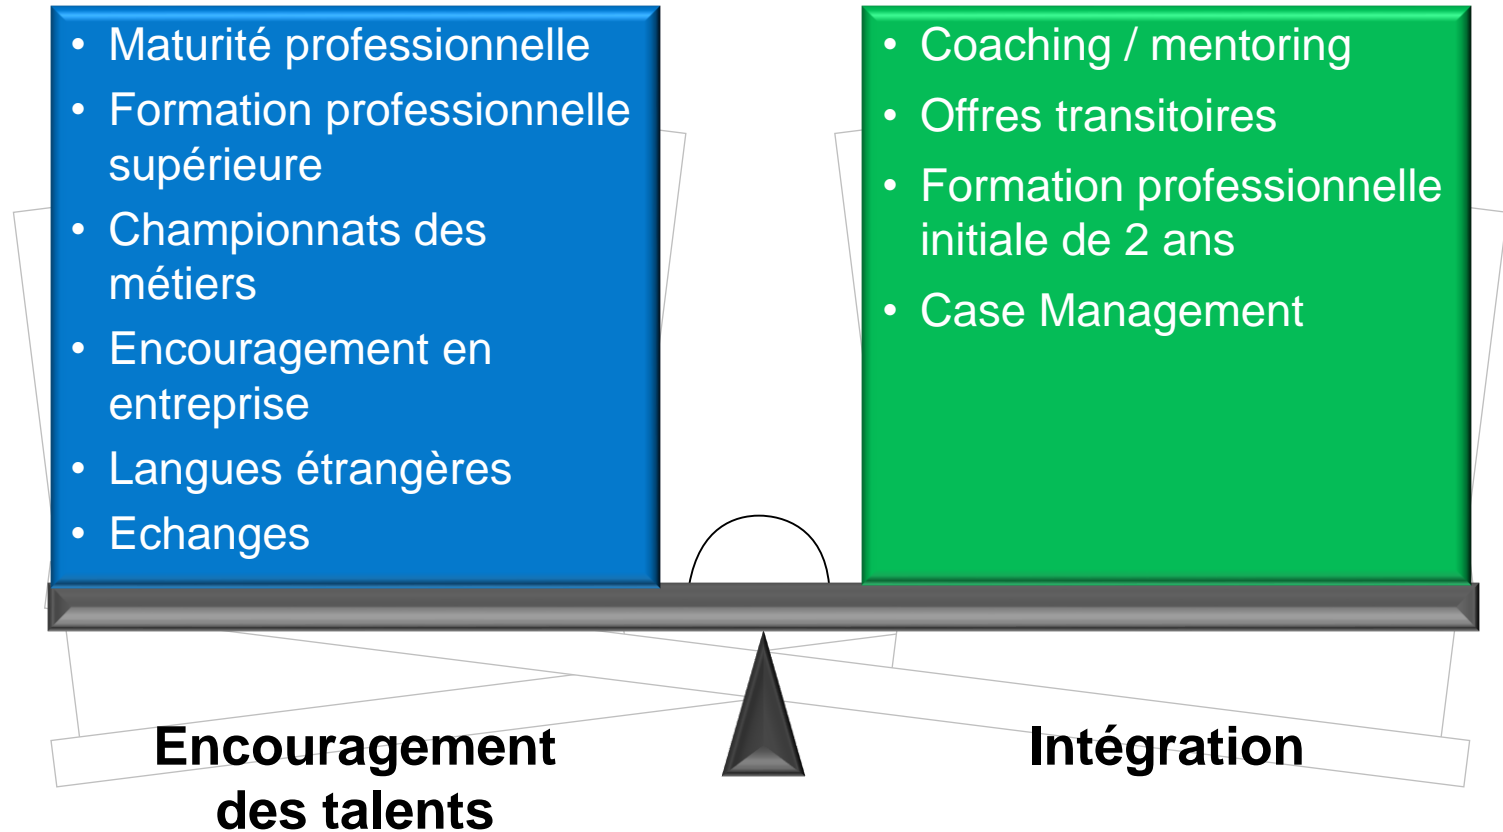 • Maturité professionnelle
• Formation professionnelle
supérieure
• Championnats des
métiers
• Encouragement en
entreprise
• Langues étrangères
• Echanges
• Coaching / mentoring
• Offres transitoires
• Formation professionnelle
initiale de 2 ans
• Case Management
Encouragement
des talents
Intégration